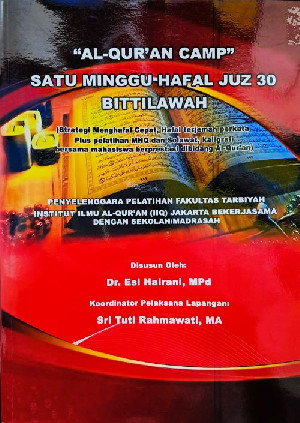 "AL-QUR'AN CAMP"
SATU MINGGU-HAFAL JUZ 30
BITTILAWAH
(Strategi Menghafal Cepat, Hafal terjemah perkata
Plus pelatihan MHQ dan Solawat, kaligrafi
bersama mahasiswa berprestasi dibidang Al-Qur'an)
PENYELENGGARA PELATIHAN FAKULTAS TARBIYAH
INSTITUT ILMU AL-QUR'AN (IIQ) JAKARTA BEKERJASAMA
DENGAN SEKOLAH/MADRASAH
Disusun Oleh:
Dr. Esi Hairani, MPd
Koordinator Pelaksana Lapangan:
Sri Tuti Rahmawati, MA